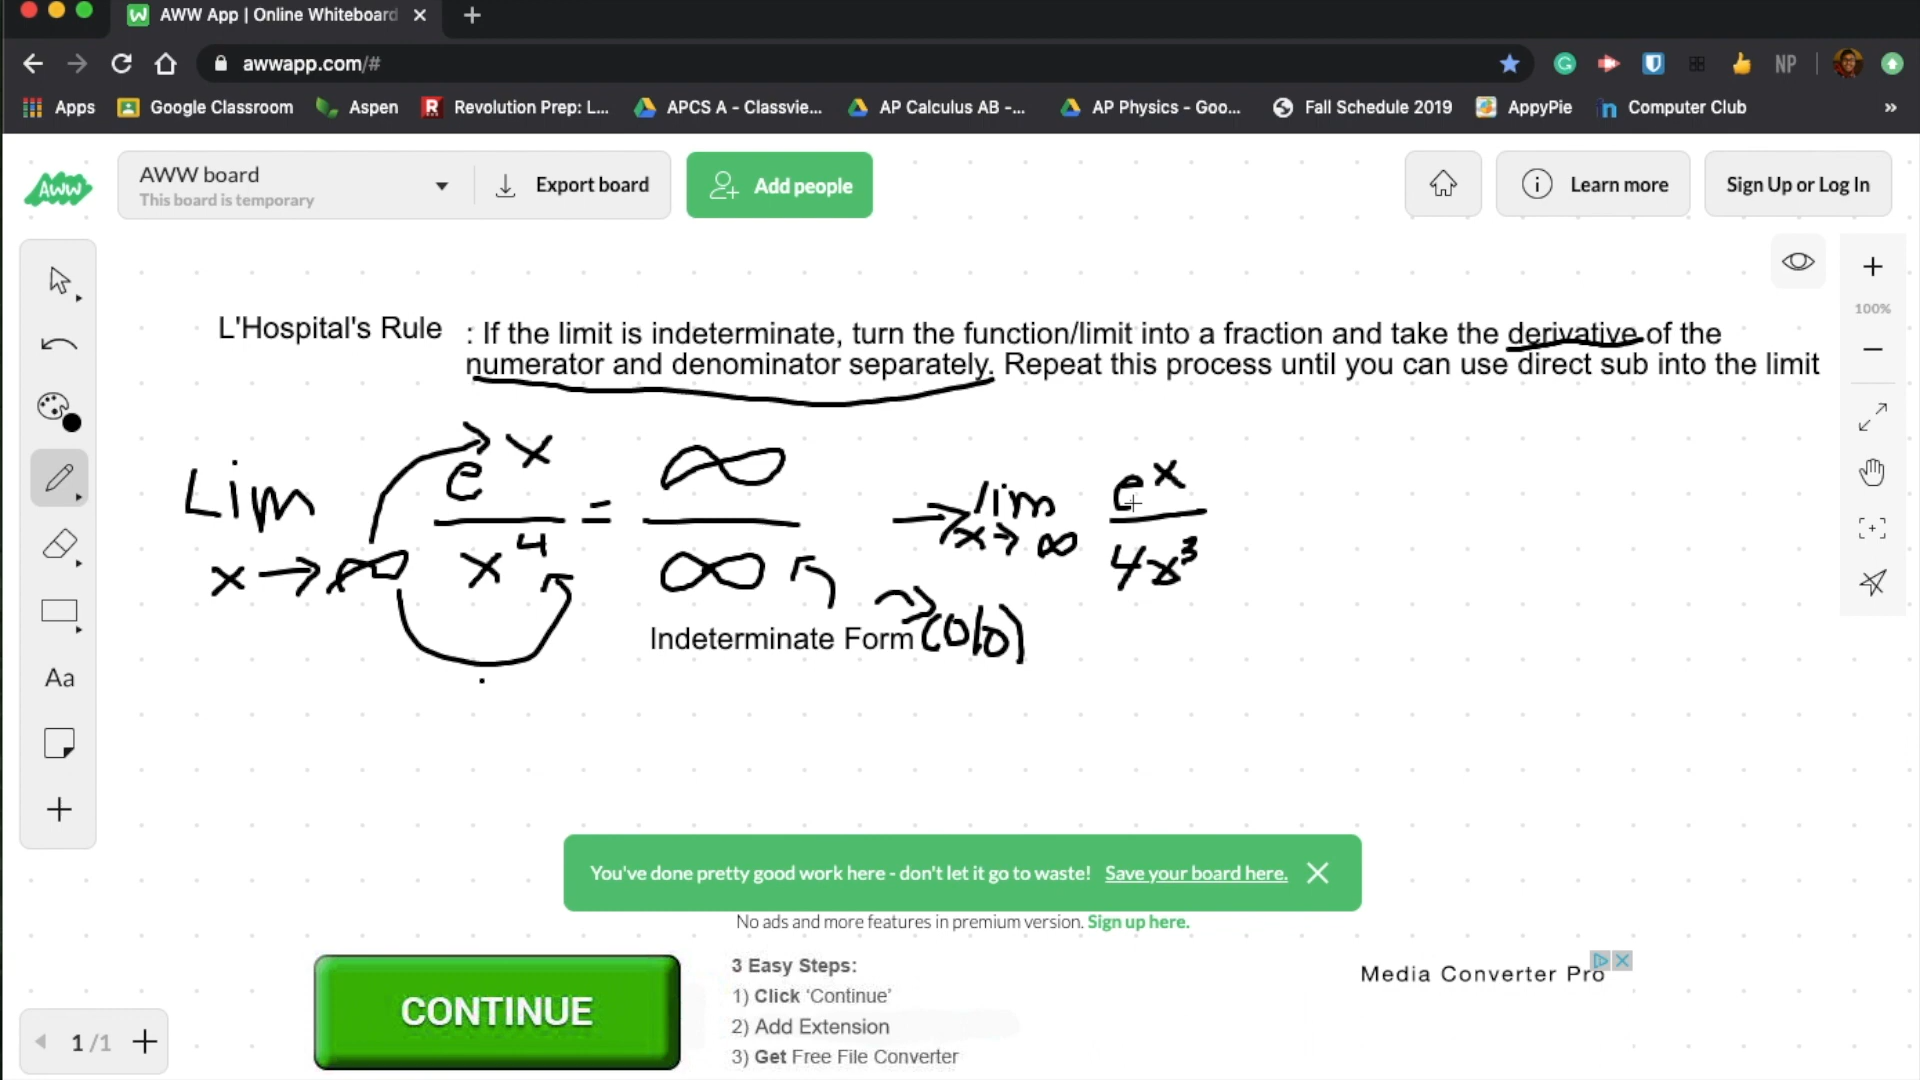 AWW App | Online Whiteboard
awwapp.com/#
NP
Apps Google Classroom Aspen Revolution Prep: L... APCS A - Classvie... AP Calculus AB -... AP Physics - Goo... Fall Schedule 2019 AppyPie Computer Club »
AWW
AWW board
This board is temporary
Export board
Add people
Learn more
Sign Up or Log In
100%
L'Hospital's Rule : If the limit is indeterminate, turn the function/limit into a fraction and take the derivative of the
numerator and denominator separately. Repeat this process until you can use direct sub into the limit
Lim x→∞ e^x / x^4 = ∞ / ∞ → lim x→∞ e^x / 4x^3
Indeterminate Form (0/0)
Aa
You've done pretty good work here - don't let it go to waste! Save your board here.
No ads and more features in premium version. Sign up here.
CONTINUE
3 Easy Steps:
1) Click ‘Continue’
2) Add Extension
3) Get Free File Converter
Media Converter Pro
1 /1